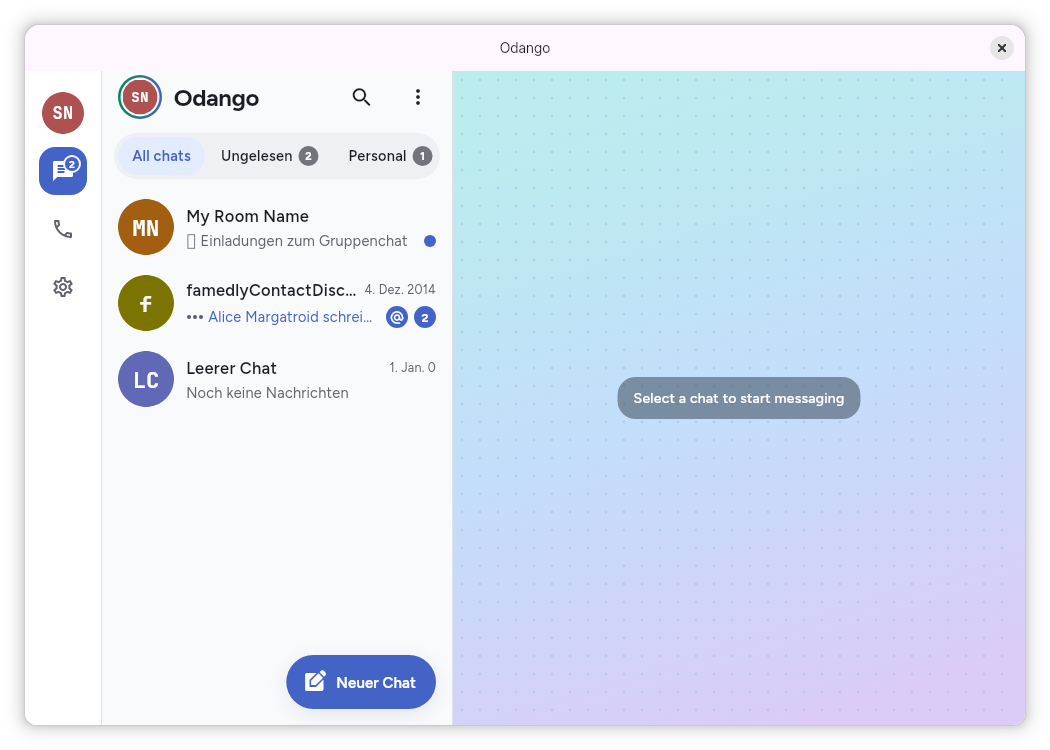 Odango
SN
SN
Odango
2
All chats
Ungelesen 2
Personal 1
MN
My Room Name
Einladungen zum Gruppenchat
f
famedlyContactDisc...
4. Dez. 2014
••• Alice Margatroid schrei...
@ 2
LC
Leerer Chat
1. Jan. 0
Noch keine Nachrichten
Select a chat to start messaging
Neuer Chat